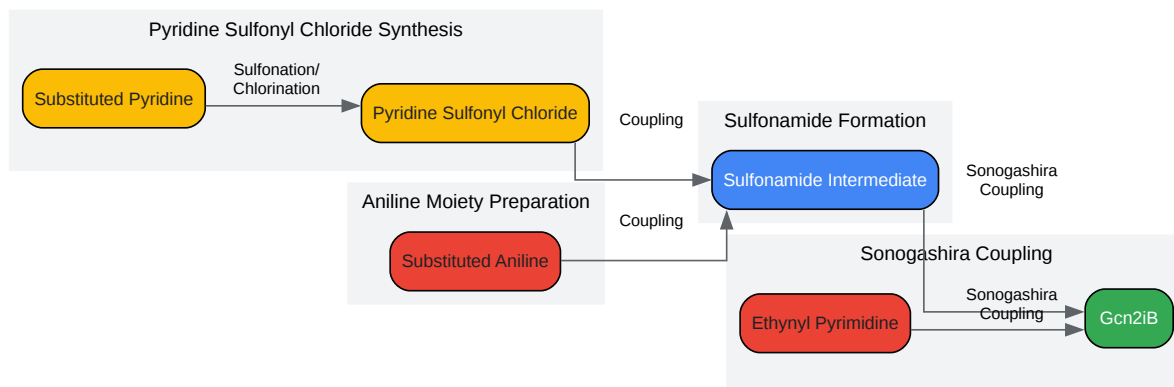 Pyridine Sulfonyl Chloride Synthesis
Sulfonation/
Chlorination
Substituted Pyridine
Pyridine Sulfonyl Chloride
Coupling
Sulfonamide Formation
Sulfonamide Intermediate
Sonogashira
Coupling
Aniline Moiety Preparation
Coupling
Substituted Aniline
Sonogashira Coupling
Sonogashira
Coupling
Ethynyl Pyrimidine
Gcn2iB